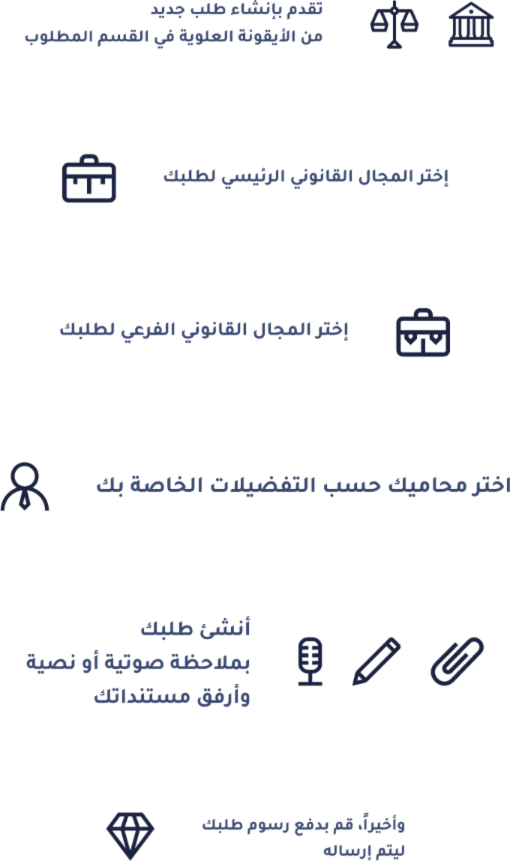 تقدم بإنشاء طلب جديد
من الأيقونة العلوية في القسم المطلوب
إختر المجال القانوني الرئيسي لطلبك
إختر المجال القانوني الفرعي لطلبك
اختر محاميك حسب التفضيلات الخاصة بك
أنشئ طلبك
بملاحظة صوتية أو نصية
وأرفق مستنداتك
وأخيراً، قم بدفع رسوم طلبك
ليتم إرساله